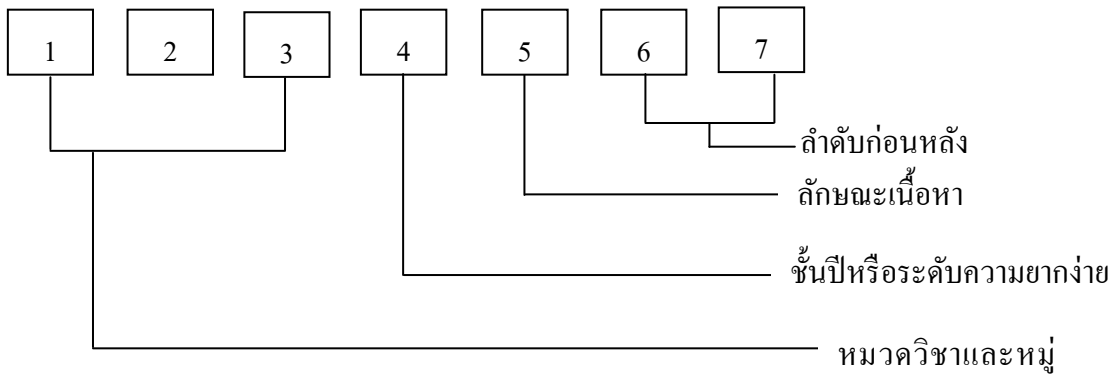 1 2 3 4 5 6 7
ลำดับก่อนหลัง
ลักษณะเนื้อหา
ชั้นปีหรือระดับความยากง่าย
หมวดวิชาและหมู่